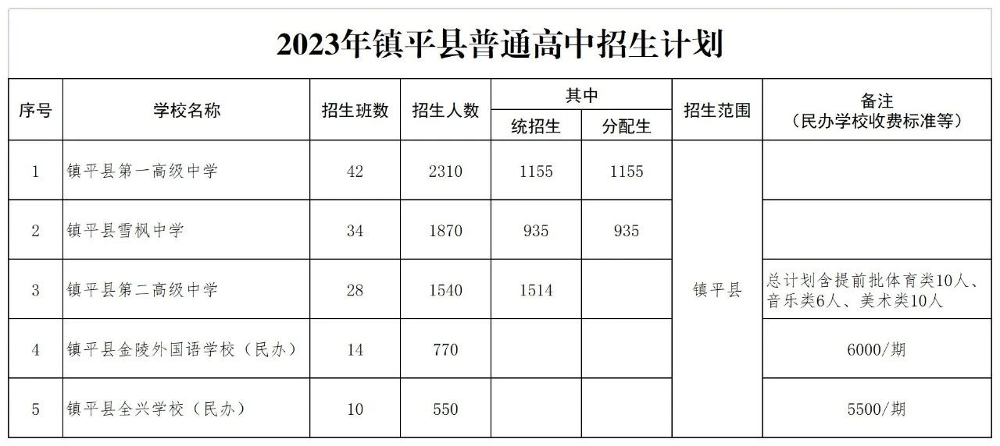 2023年镇平县普通高中招生计划
序号 学校名称 招生班数 招生人数 其中 招生范围 备注
（民办学校收费标准等）
统招生 分配生
1 镇平县第一高级中学 42 2310 1155 1155
2 镇平县雪枫中学 34 1870 935 935
3 镇平县第二高级中学 28 1540 1514 镇平县 总计划含提前批体育类10人、
音乐类6人、美术类10人
4 镇平县金陵外国语学校（民办） 14 770 6000/期
5 镇平县全兴学校（民办） 10 550 5500/期